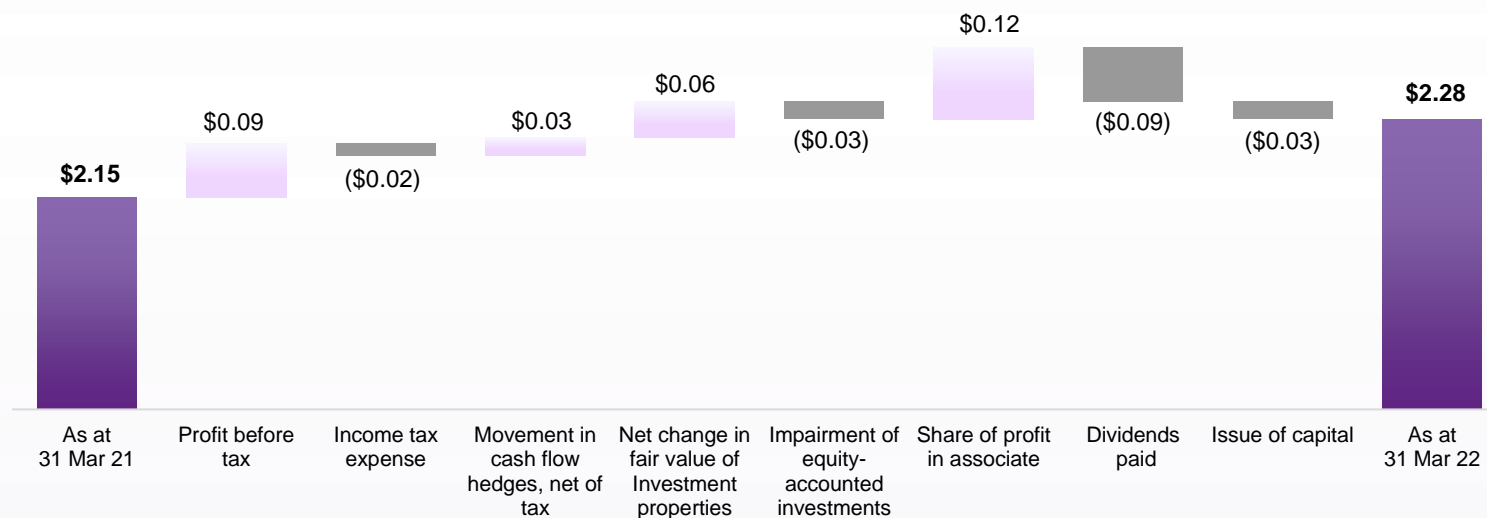 $2.15
$0.09
($0.02)
$0.03
$0.06
($0.03)
$0.12
($0.09)
($0.03)
$2.28
As at
31 Mar 21
Profit before
tax
Income tax
expense
Movement in
cash flow
hedges, net of
tax
Net change in
fair value of
Investment
properties
Impairment of
equity-
accounted
investments
Share of profit
in associate
Dividends
paid
Issue of capital
As at
31 Mar 22